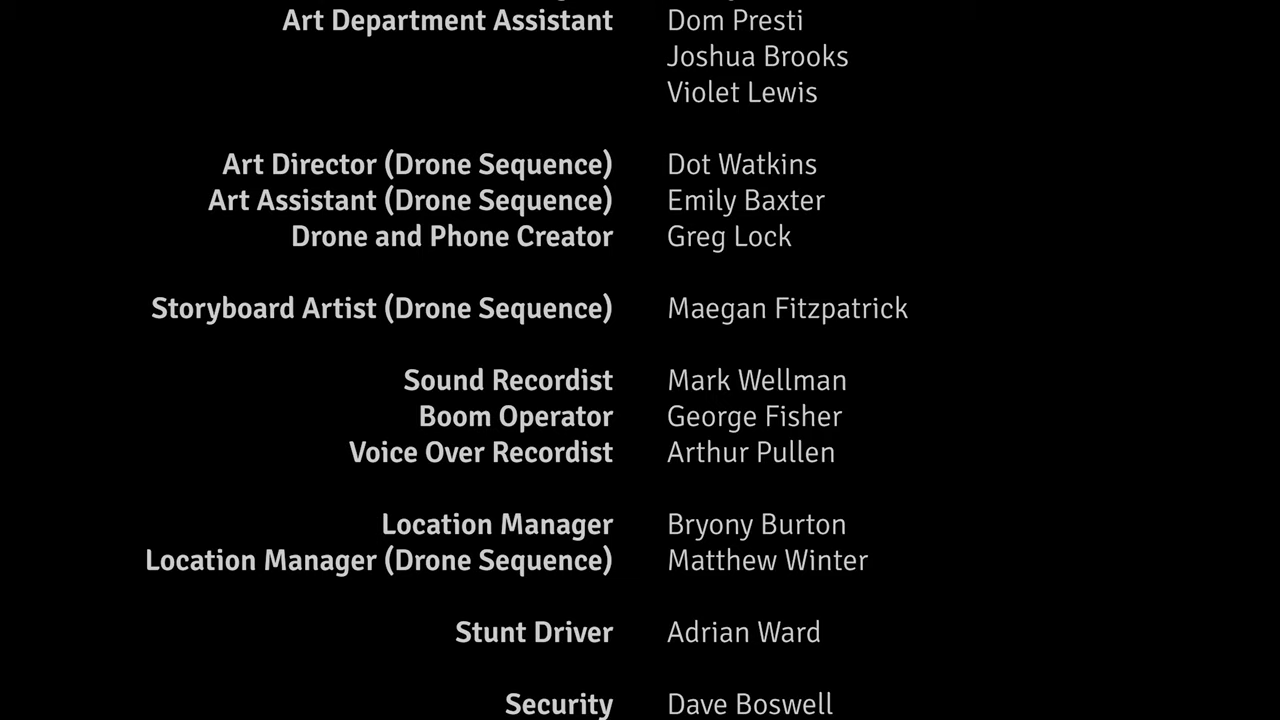 Art Department Assistant Dom Presti
Joshua Brooks
Violet Lewis
Art Director (Drone Sequence) Dot Watkins
Art Assistant (Drone Sequence) Emily Baxter
Drone and Phone Creator Greg Lock
Storyboard Artist (Drone Sequence) Maegan Fitzpatrick
Sound Recordist Mark Wellman
Boom Operator George Fisher
Voice Over Recordist Arthur Pullen
Location Manager Bryony Burton
Location Manager (Drone Sequence) Matthew Winter
Stunt Driver Adrian Ward
Security Dave Boswell